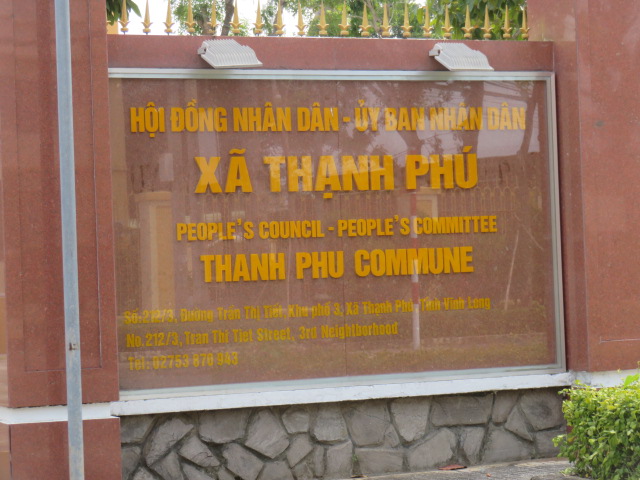 HỘI ĐỒNG NHÂN DÂN - ỦY BAN NHÂN DÂN
XÃ THẠNH PHÚ
PEOPLE'S COUNCIL - PEOPLE'S COMMITTEE
THANH PHU COMMUNE
Số:212/3, Đường Trần Thị Tiết, Khu phố 3, Xã Thạnh Phú, Tỉnh Vĩnh Long
No.212/3, Tran Thi Tiet Street, 3rd Neighborhood
Tel: 02753 870 943